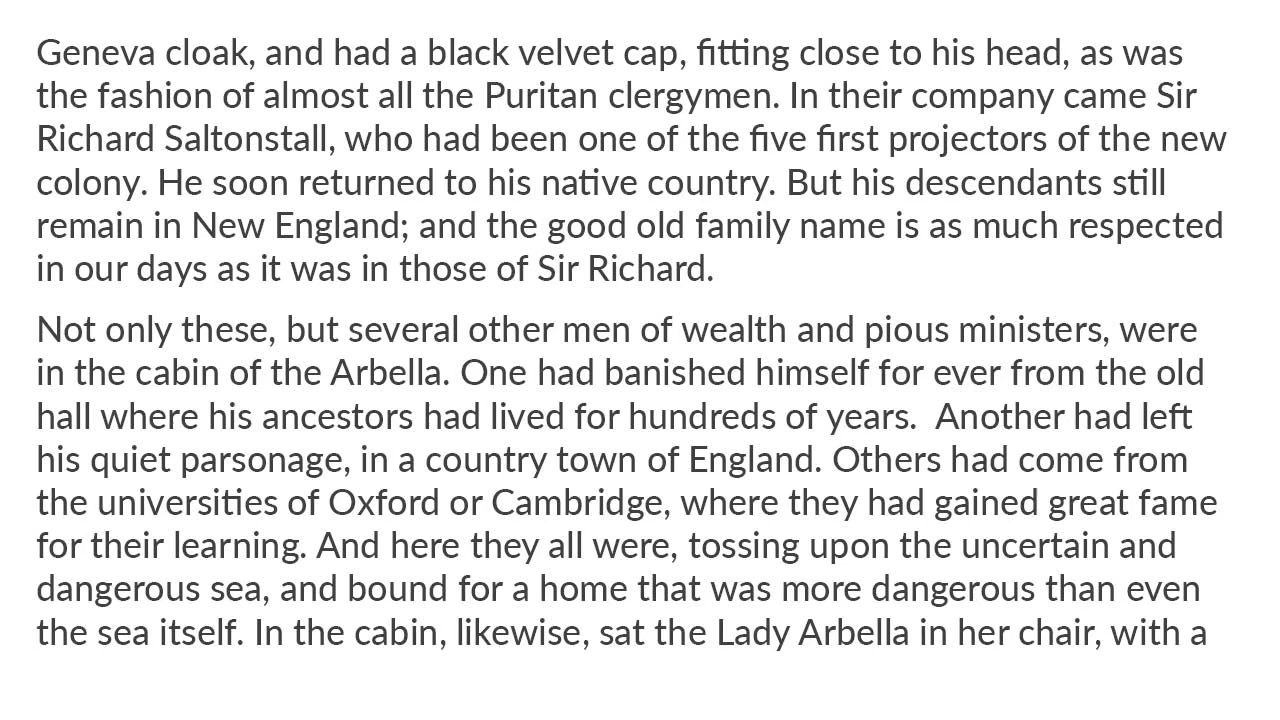 Geneva cloak, and had a black velvet cap, fitting close to his head, as was
the fashion of almost all the Puritan clergymen. In their company came Sir
Richard Saltonstall, who had been one of the five first projectors of the new
colony. He soon returned to his native country. But his descendants still
remain in New England; and the good old family name is as much respected
in our days as it was in those of Sir Richard.
Not only these, but several other men of wealth and pious ministers, were
in the cabin of the Arbella. One had banished himself for ever from the old
hall where his ancestors had lived for hundreds of years.  Another had left
his quiet parsonage, in a country town of England. Others had come from
the universities of Oxford or Cambridge, where they had gained great fame
for their learning. And here they all were, tossing upon the uncertain and
dangerous sea, and bound for a home that was more dangerous than even
the sea itself. In the cabin, likewise, sat the Lady Arbella in her chair, with a